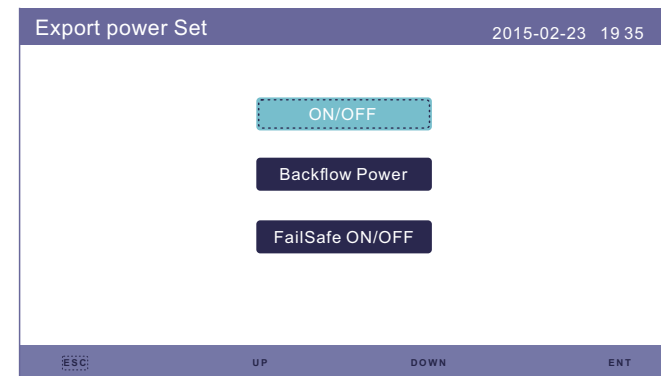 Export power Set
2015-02-23 19 35
ON/OFF
Backflow Power
FailSafe ON/OFF
ESC UP DOWN ENT